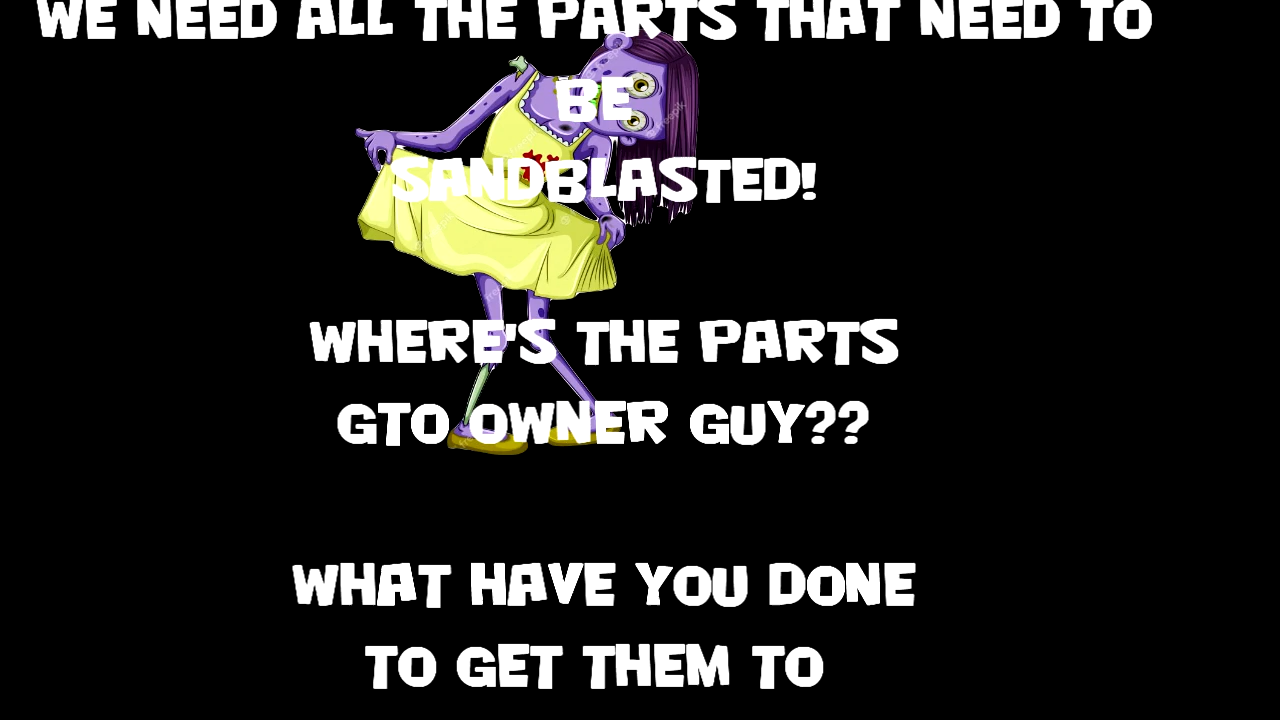 WE NEED ALL THE PARTS THAT NEED TO
BE
SANDBLASTED!
WHERE'S THE PARTS
GTO OWNER GUY??
WHAT HAVE YOU DONE
TO GET THEM TO